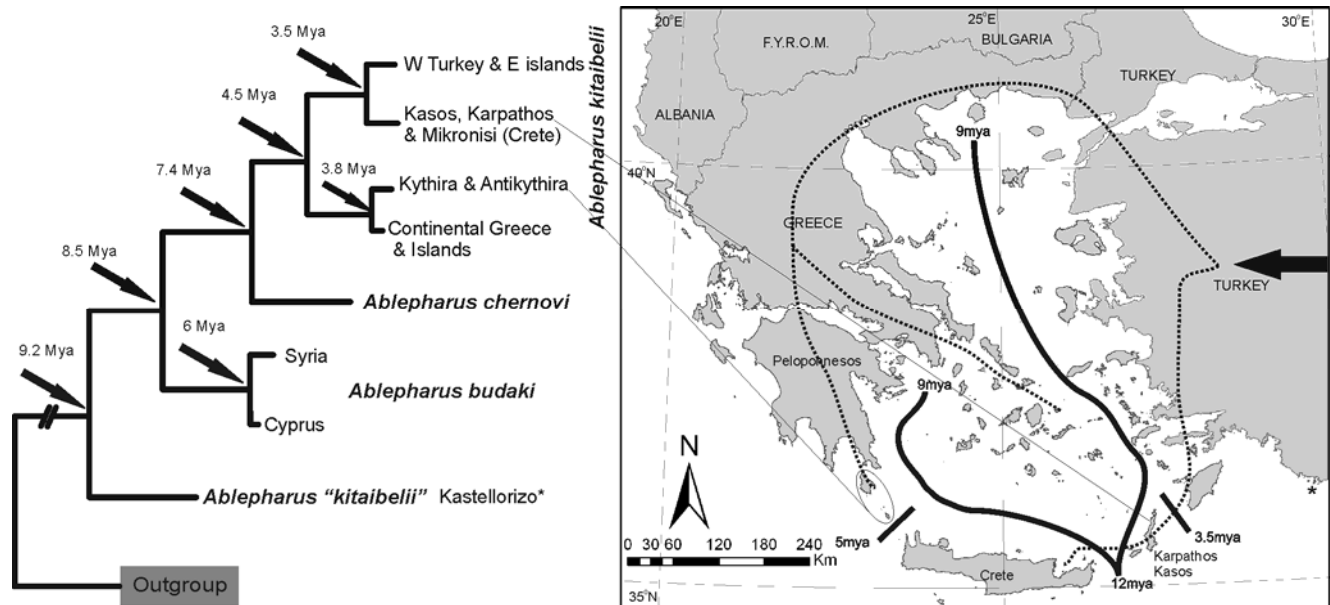 3.5 Mya
W Turkey & E islands
4.5 Mya
Kasos, Karpathos
& Mikronisi (Crete)
7.4 Mya
3.8 Mya
Kythira & Antikythira
Continental Greece
& Islands
Ablepharus kitaibelii
8.5 Mya
Ablepharus chernovi
6 Mya
9.2 Mya
Syria
Ablepharus budaki
Cyprus
Ablepharus "kitaibelii" Kastellorizo*
Outgroup
20°E
25°E
30°E
F.Y.R.O.M.
BULGARIA
TURKEY
ALBANIA
9mya
40°N
GREECE
TURKEY
Peloponnesos
9mya
N
*
5mya
3.5mya
0 30 60 120 180 240
Km
Karpathos
Kasos
Crete
12mya
35°N